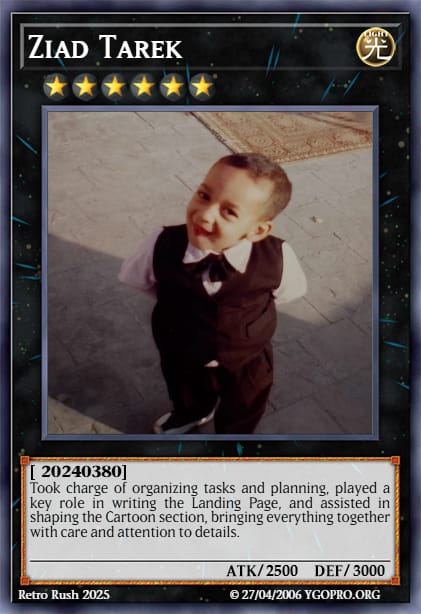 Ziad Tarek
LIGHT
光
[ 20240380]
Took charge of organizing tasks and planning, played a
key role in writing the Landing Page, and assisted in
shaping the Cartoon section, bringing everything together
with care and attention to details.
ATK/2500 DEF/3000
Retro Rush 2025 © 27/04/2006 YGOPRO.ORG